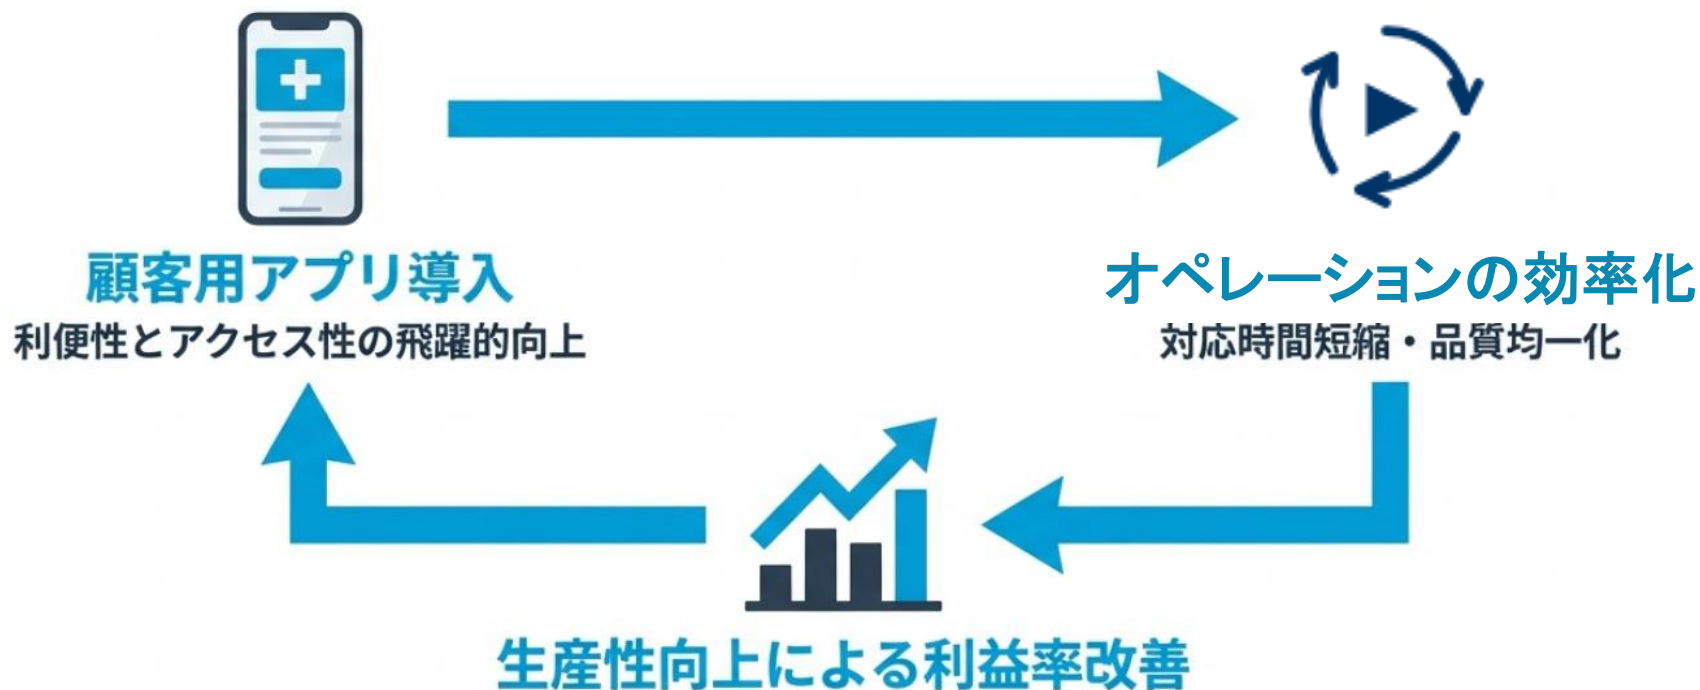 顧客用アプリ導入
利便性とアクセス性の飛躍的向上
オペレーションの効率化
対応時間短縮・品質均一化
生産性向上による利益率改善